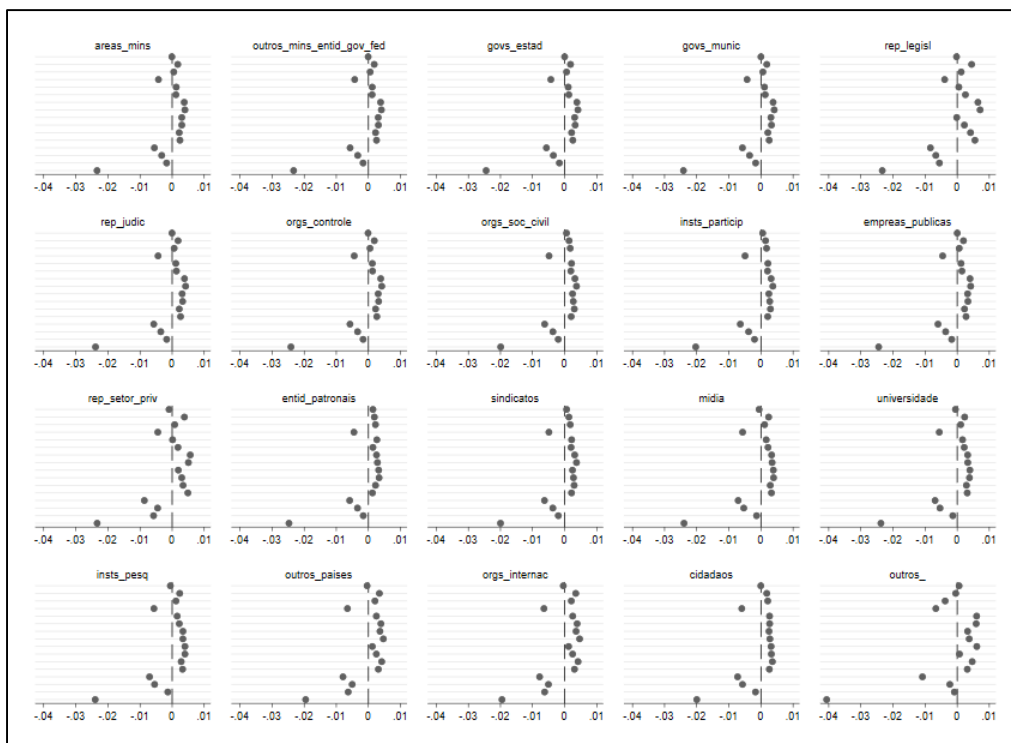 areas_mins outros_mins_entid_gov_fed govs_estad govs_munic rep_legisl
-.04 -.03 -.02 -.01 0 .01 -.04 -.03 -.02 -.01 0 .01 -.04 -.03 -.02 -.01 0 .01 -.04 -.03 -.02 -.01 0 .01 -.04 -.03 -.02 -.01 0 .01
rep_judic orgs_controle orgs_soc_civil insts_particip empreas_publicas
-.04 -.03 -.02 -.01 0 .01 -.04 -.03 -.02 -.01 0 .01 -.04 -.03 -.02 -.01 0 .01 -.04 -.03 -.02 -.01 0 .01 -.04 -.03 -.02 -.01 0 .01
rep_setor_priv entid_patronais sindicatos midia universidade
-.04 -.03 -.02 -.01 0 .01 -.04 -.03 -.02 -.01 0 .01 -.04 -.03 -.02 -.01 0 .01 -.04 -.03 -.02 -.01 0 .01 -.04 -.03 -.02 -.01 0 .01
insts_pesq outros_paises orgs_internac cidadaos outros_
-.04 -.03 -.02 -.01 0 .01 -.04 -.03 -.02 -.01 0 .01 -.04 -.03 -.02 -.01 0 .01 -.04 -.03 -.02 -.01 0 .01 -.04 -.03 -.02 -.01 0 .01